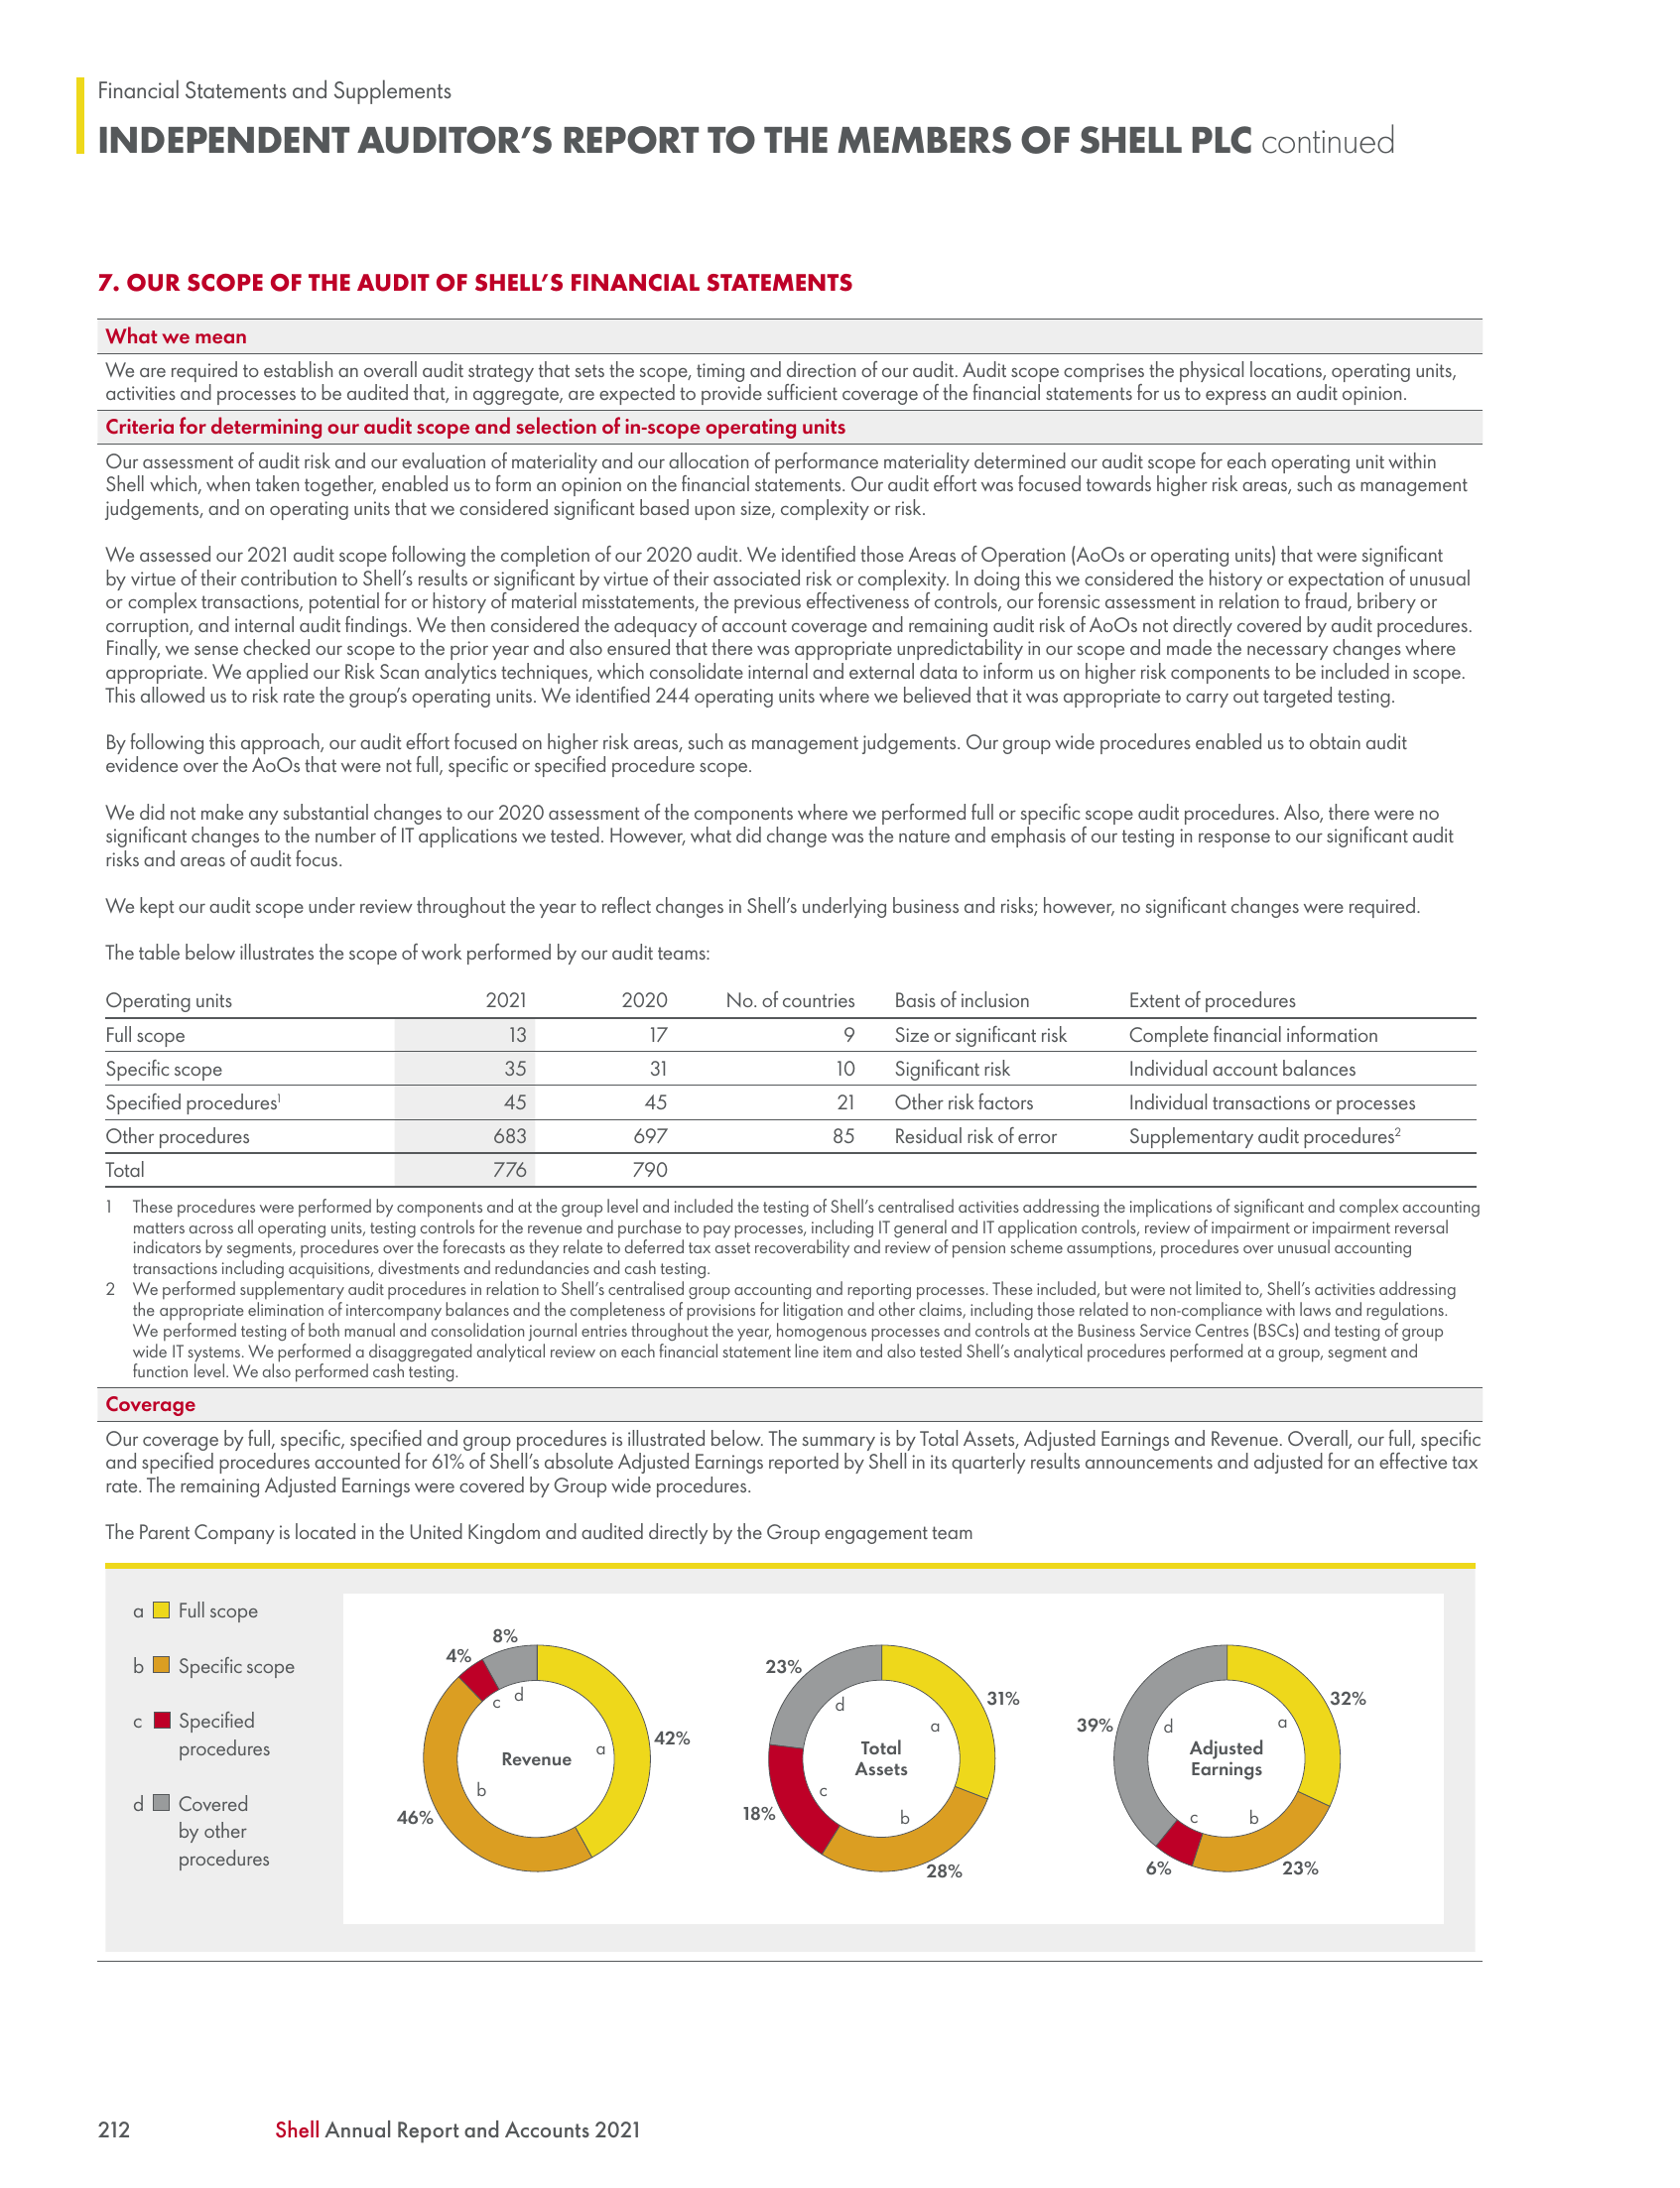 Financial Statements and Supplements
INDEPENDENT AUDITOR’S REPORT TO THE MEMBERS OF SHELL PLC continued
7. OUR SCOPE OF THE AUDIT OF SHELL’S FINANCIAL STATEMENTS
What we mean
We are required to establish an overall audit strategy that sets the scope, timing and direction of our audit. Audit scope comprises the physical locations, operating units,
activities and processes to be audited that, in aggregate, are expected to provide sufficient coverage of the financial statements for us to express an audit opinion.
Criteria for determining our audit scope and selection of in-scope operating units
Our assessment of audit risk and our evaluation of materiality and our allocation of performance materiality determined our audit scope for each operating unit within
Shell which, when taken together, enabled us to form an opinion on the financial statements. Our audit effort was focused towards higher risk areas, such as management
judgements, and on operating units that we considered significant based upon size, complexity or risk.
We assessed our 2021 audit scope following the completion of our 2020 audit. We identified those Areas of Operation (AoOs or operating units) that were significant
by virtue of their contribution to Shell’s results or significant by virtue of their associated risk or complexity. In doing this we considered the history or expectation of unusual
or complex transactions, potential for or history of material misstatements, the previous effectiveness of controls, our forensic assessment in relation to fraud, bribery or
corruption, and internal audit findings. We then considered the adequacy of account coverage and remaining audit risk of AoOs not directly covered by audit procedures.
Finally, we sense checked our scope to the prior year and also ensured that there was appropriate unpredictability in our scope and made the necessary changes where
appropriate. We applied our Risk Scan analytics techniques, which consolidate internal and external data to inform us on higher risk components to be included in scope.
This allowed us to risk rate the group’s operating units. We identified 244 operating units where we believed that it was appropriate to carry out targeted testing.
By following this approach, our audit effort focused on higher risk areas, such as management judgements. Our group wide procedures enabled us to obtain audit
evidence over the AoOs that were not full, specific or specified procedure scope.
We did not make any substantial changes to our 2020 assessment of the components where we performed full or specific scope audit procedures. Also, there were no
significant changes to the number of IT applications we tested. However, what did change was the nature and emphasis of our testing in response to our significant audit
risks and areas of audit focus.
We kept our audit scope under review throughout the year to reflect changes in Shell’s underlying business and risks; however, no significant changes were required.
The table below illustrates the scope of work performed by our audit teams:
Operating units 2021 2020 No. of countries Basis of inclusion Extent of procedures
Full scope 13 17 9 Size or significant risk Complete financial information
Specific scope 35 31 10 Significant risk Individual account balances
Specified procedures¹ 45 45 21 Other risk factors Individual transactions or processes
Other procedures 683 697 85 Residual risk of error Supplementary audit procedures²
Total 776 790
1 These procedures were performed by components and at the group level and included the testing of Shell’s centralised activities addressing the implications of significant and complex accounting
matters across all operating units, testing controls for the revenue and purchase to pay processes, including IT general and IT application controls, review of impairment or impairment reversal
indicators by segments, procedures over the forecasts as they relate to deferred tax asset recoverability and review of pension scheme assumptions, procedures over unusual accounting
transactions including acquisitions, divestments and redundancies and cash testing.
2 We performed supplementary audit procedures in relation to Shell’s centralised group accounting and reporting processes. These included, but were not limited to, Shell’s activities addressing
the appropriate elimination of intercompany balances and the completeness of provisions for litigation and other claims, including those related to non-compliance with laws and regulations.
We performed testing of both manual and consolidation journal entries throughout the year, homogenous processes and controls at the Business Service Centres (BSCs) and testing of group
wide IT systems. We performed a disaggregated analytical review on each financial statement line item and also tested Shell’s analytical procedures performed at a group, segment and
function level. We also performed cash testing.
Coverage
Our coverage by full, specific, specified and group procedures is illustrated below. The summary is by Total Assets, Adjusted Earnings and Revenue. Overall, our full, specific
and specified procedures accounted for 61% of Shell’s absolute Adjusted Earnings reported by Shell in its quarterly results announcements and adjusted for an effective tax
rate. The remaining Adjusted Earnings were covered by Group wide procedures.
The Parent Company is located in the United Kingdom and audited directly by the Group engagement team
a Full scope
b Specific scope
c Specified
procedures
d Covered
by other
procedures
8%
4%
c d
42%
Revenue a
b
46%
23%
31%
d
a
Total
Assets
c
18%
b
28%
32%
39%
d
a
Adjusted
Earnings
c b
6%
23%
212 Shell Annual Report and Accounts 2021